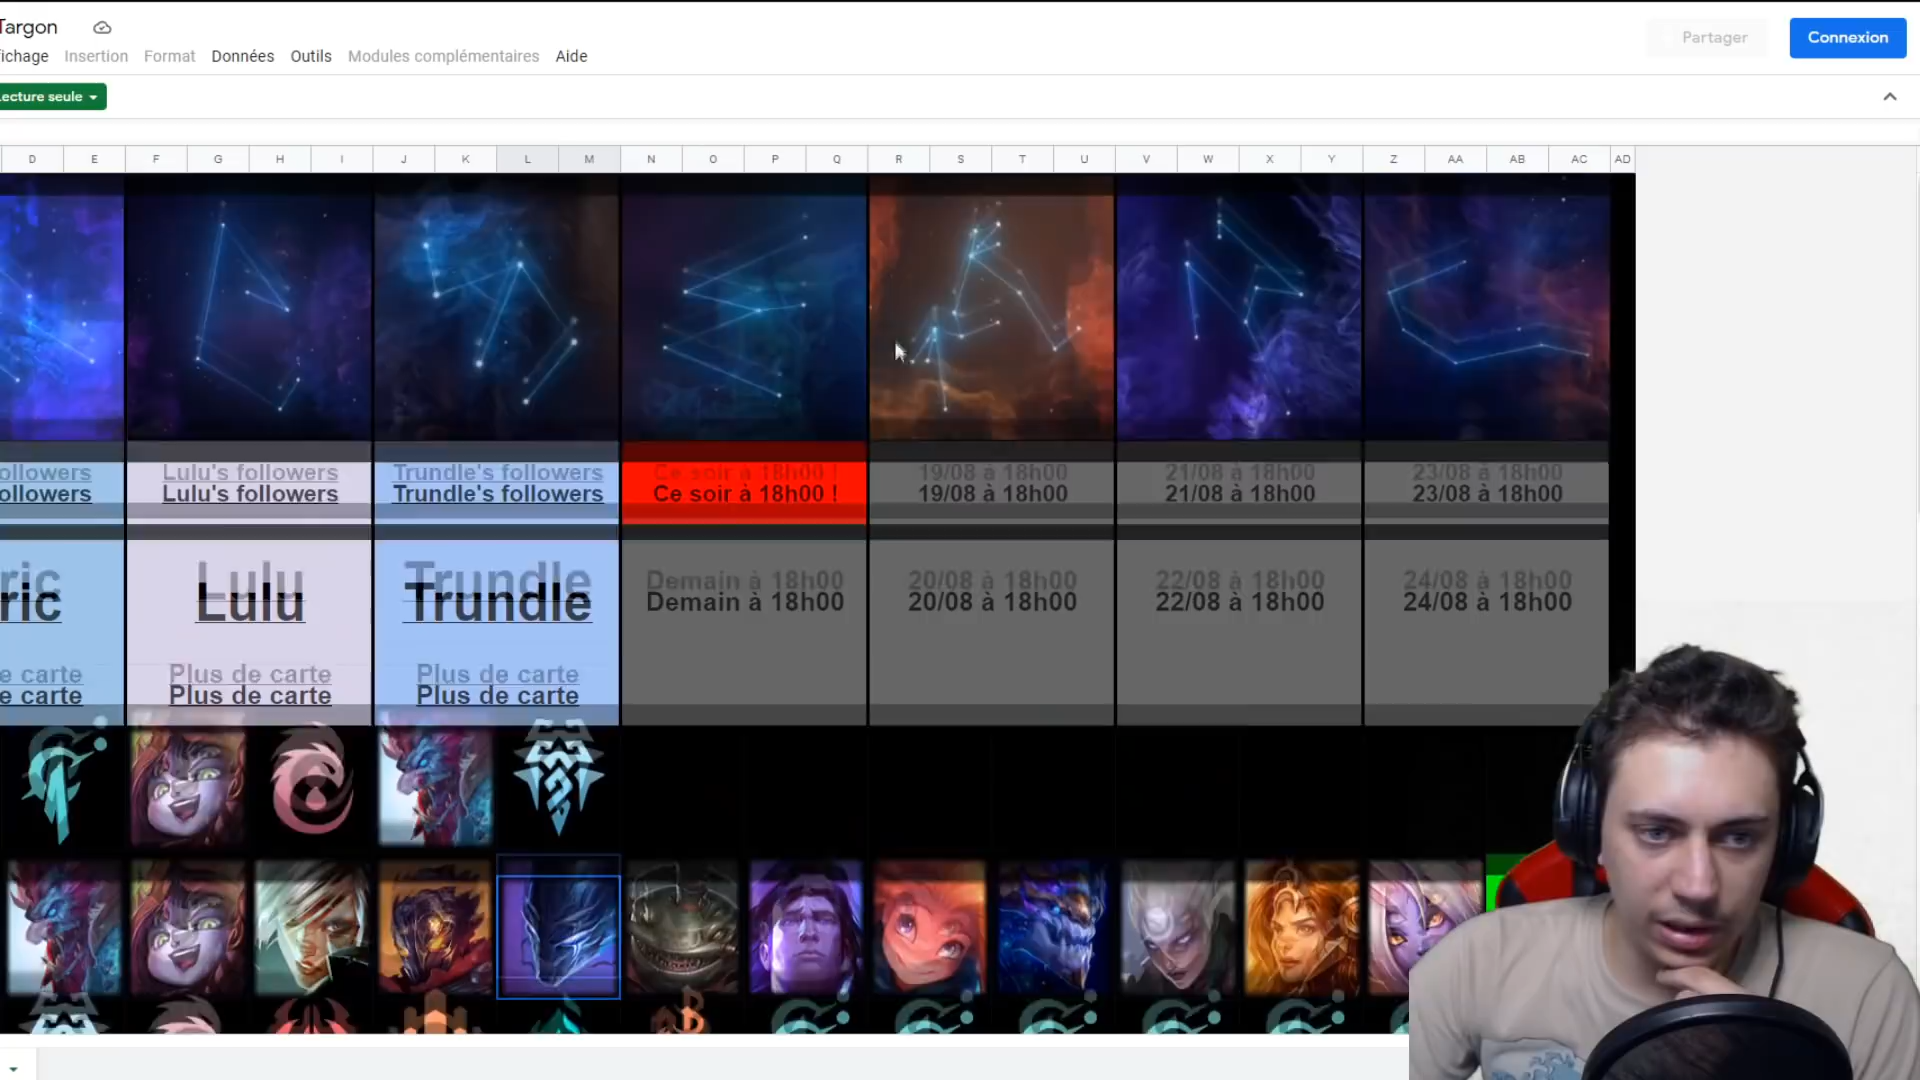 Targon
Partager
Connexion
ichage Insertion Format Données Outils Modules complémentaires Aide
ecture seule
D E F G H I J K L M N O P Q R S T U V W X Y Z AA AB AC AD
ollowers Lulu's followers Trundle's followers Ce soir à 18h00 ! 19/08 à 18h00 21/08 à 18h00 23/08 à 18h00
ollowers Lulu's followers Trundle's followers Ce soir à 18h00 ! 19/08 à 18h00 21/08 à 18h00 23/08 à 18h00
ric Lulu Trundle Demain à 18h00 20/08 à 18h00 22/08 à 18h00 24/08 à 18h00
ric Lulu Trundle Demain à 18h00 20/08 à 18h00 22/08 à 18h00 24/08 à 18h00
e carte Plus de carte Plus de carte
e carte Plus de carte Plus de carte